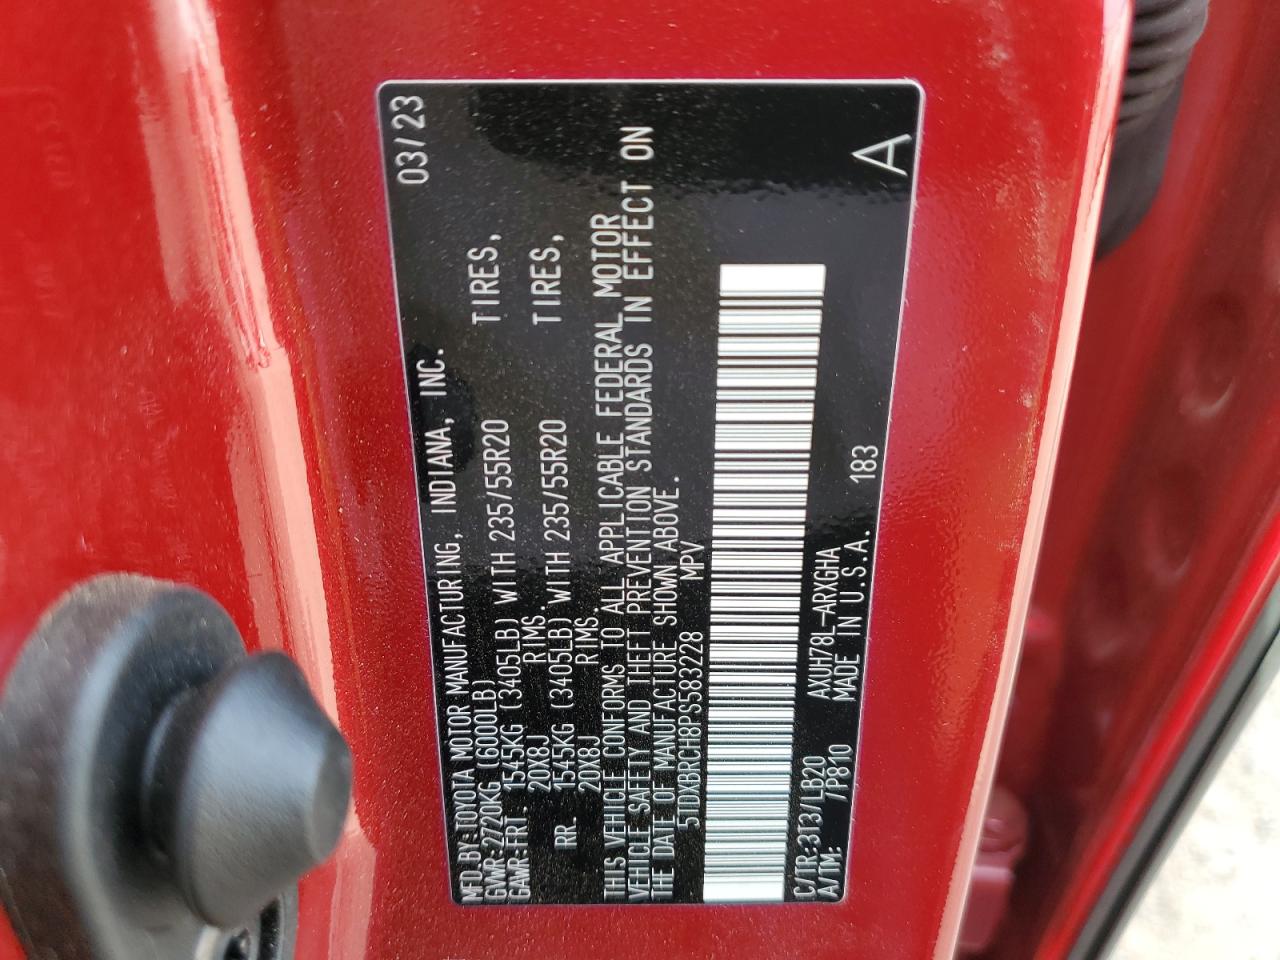 MFD.BY:TOYOTA MOTOR MANUFACTURING, INDIANA, INC. 03/23
GVWR:2720KG (6000LB)
GAWR:FRT. 1545KG (3405LB) WITH 235/55R20 TIRES,
20X8J RIMS.
RR. 1545KG (3405LB) WITH 235/55R20 TIRES,
20X8J RIMS.
THIS VEHICLE CONFORMS TO ALL APPLICABLE FEDERAL MOTOR
VEHICLE SAFETY AND THEFT PREVENTION STANDARDS IN EFFECT ON
THE DATE OF MANUFACTURE SHOWN ABOVE.
5TDXBRCH8PS583228 MPV
C/TR:3T3/LB20 AXUH78L-ARXGHA
A/TM: /P810 MADE IN U.S.A. 183
A